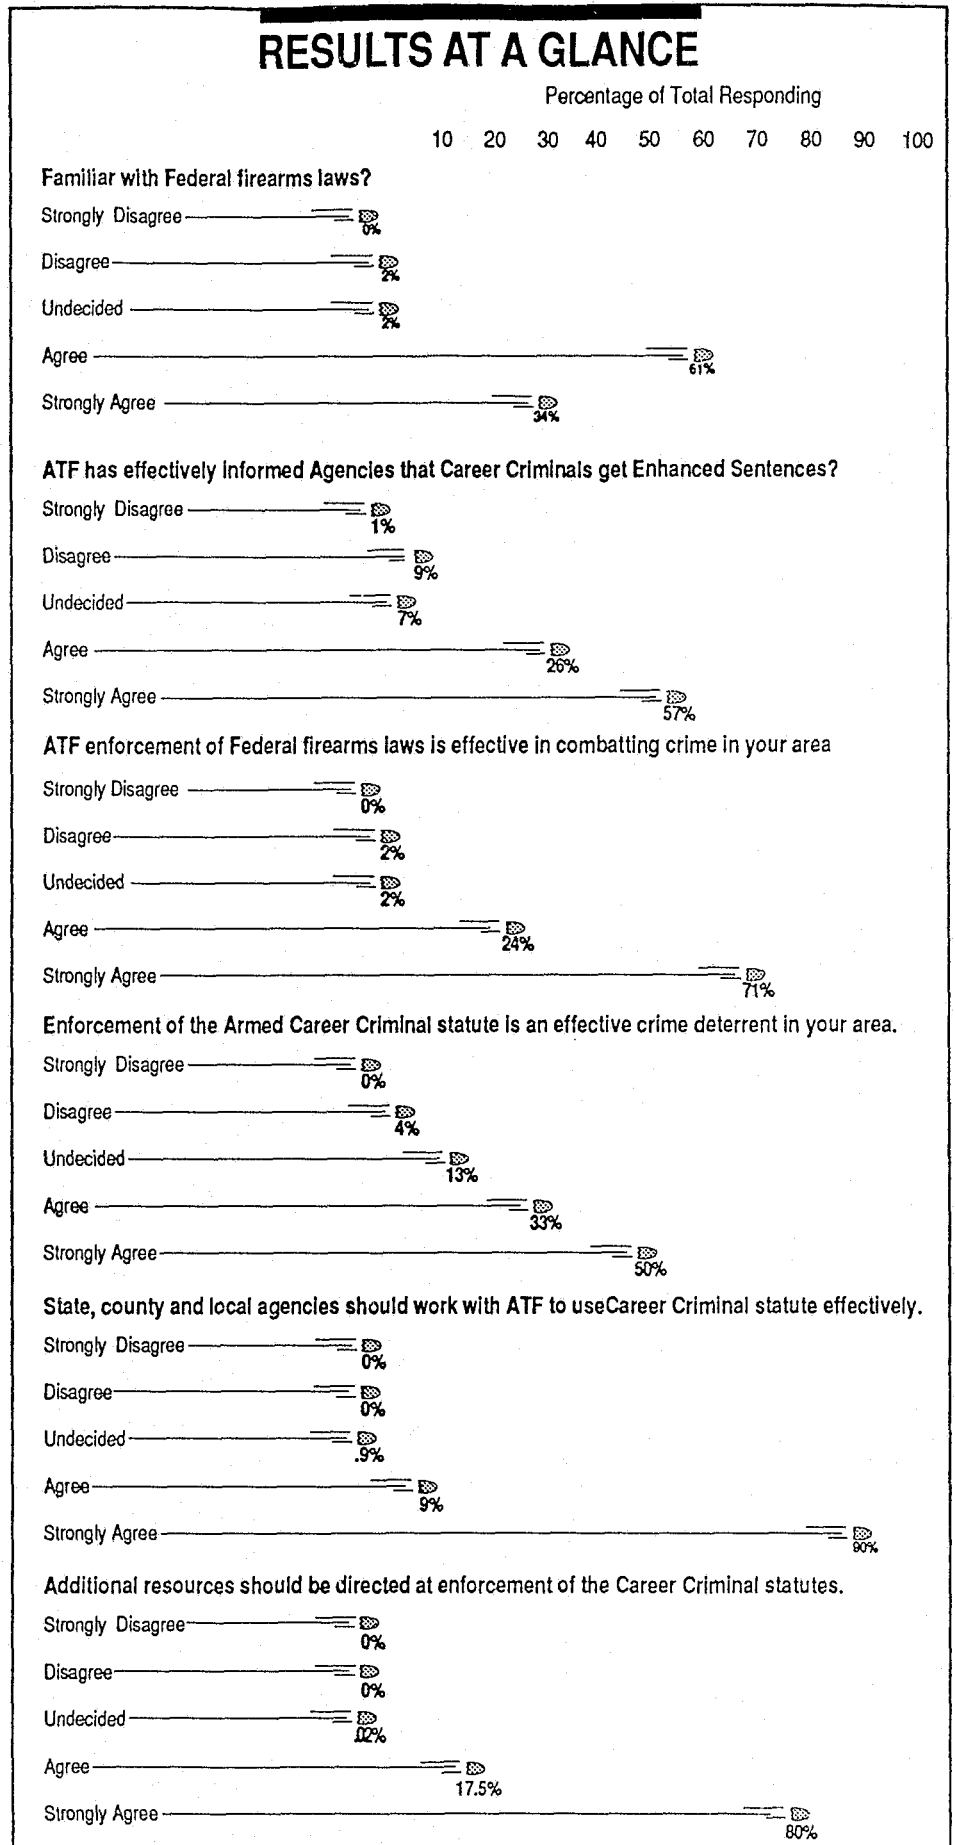 RESULTS AT A GLANCE
Percentage of Total Responding
10 20 30 40 50 60 70 80 90 100
Familiar with Federal firearms laws?
Strongly Disagree
0%
Disagree
2%
Undecided
2%
Agree
61%
Strongly Agree
34%
ATF has effectively informed Agencies that Career Criminals get Enhanced Sentences?
Strongly Disagree
1%
Disagree
9%
Undecided
7%
Agree
26%
Strongly Agree
57%
ATF enforcement of Federal firearms laws is effective in combatting crime in your area
Strongly Disagree
0%
Disagree
2%
Undecided
2%
Agree
24%
Strongly Agree
71%
Enforcement of the Armed Career Criminal statute is an effective crime deterrent in your area.
Strongly Disagree
0%
Disagree
4%
Undecided
13%
Agree
33%
Strongly Agree
50%
State, county and local agencies should work with ATF to useCareer Criminal statute effectively.
Strongly Disagree
0%
Disagree
0%
Undecided
.9%
Agree
9%
Strongly Agree
90%
Additional resources should be directed at enforcement of the Career Criminal statutes.
Strongly Disagree
0%
Disagree
0%
Undecided
.02%
Agree
17.5%
Strongly Agree
80%